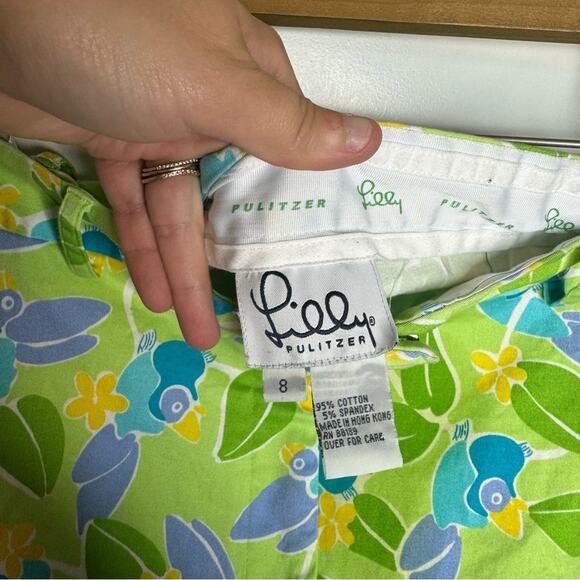 PULITZER Lilly PULITZER Lilly
Lilly®
PULITZER
8
95% COTTON
5% SPANDEX
MADE IN HONG KONG
RN 88189
OVER FOR CARE